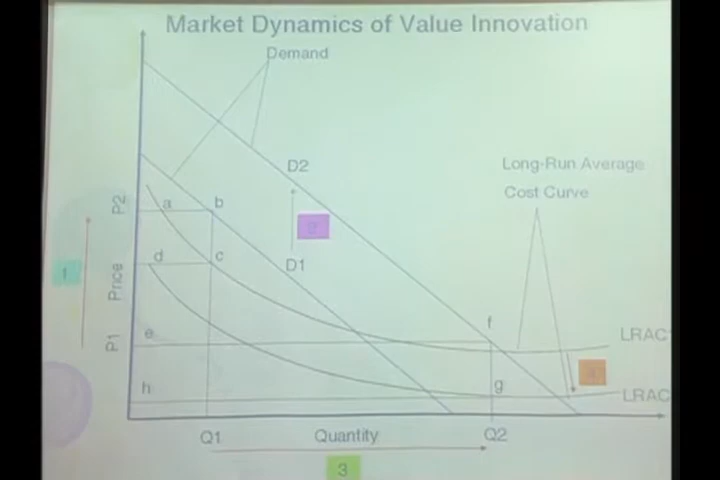 Market Dynamics of Value Innovation
Demand
D2
Long-Run Average
Cost Curve
P2
a
b
D1
d
c
1
Price
P1
e
f
LRAC
h
g
LRAC
Q1
Quantity
Q2
3